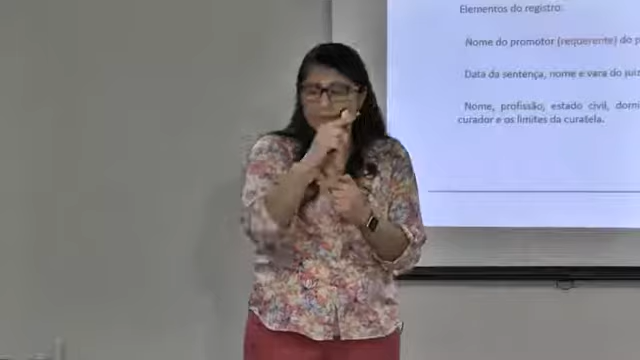 Elementos do registro:
Nome do promotor (requerente) do
Data da sentença, nome e vara do juiz
Nome, profissão, estado civil,
curador e os limites da curatela.